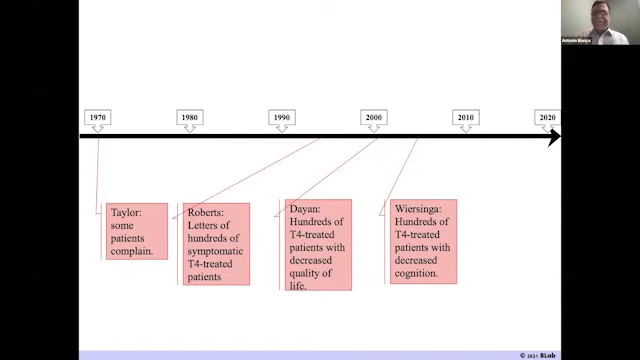 Antonio Bianco
1970
1980
1990
2000
2010
2020
Taylor:
some
patients
complain.
Roberts:
Letters of
hundreds of
symptomatic
T4-treated
patients
Dayan:
Hundreds of
T4-treated
patients with
decreased
quality of
life.
Wiersinga:
Hundreds of
T4-treated
patients with
decreased
cognition.
© 2021 BLab